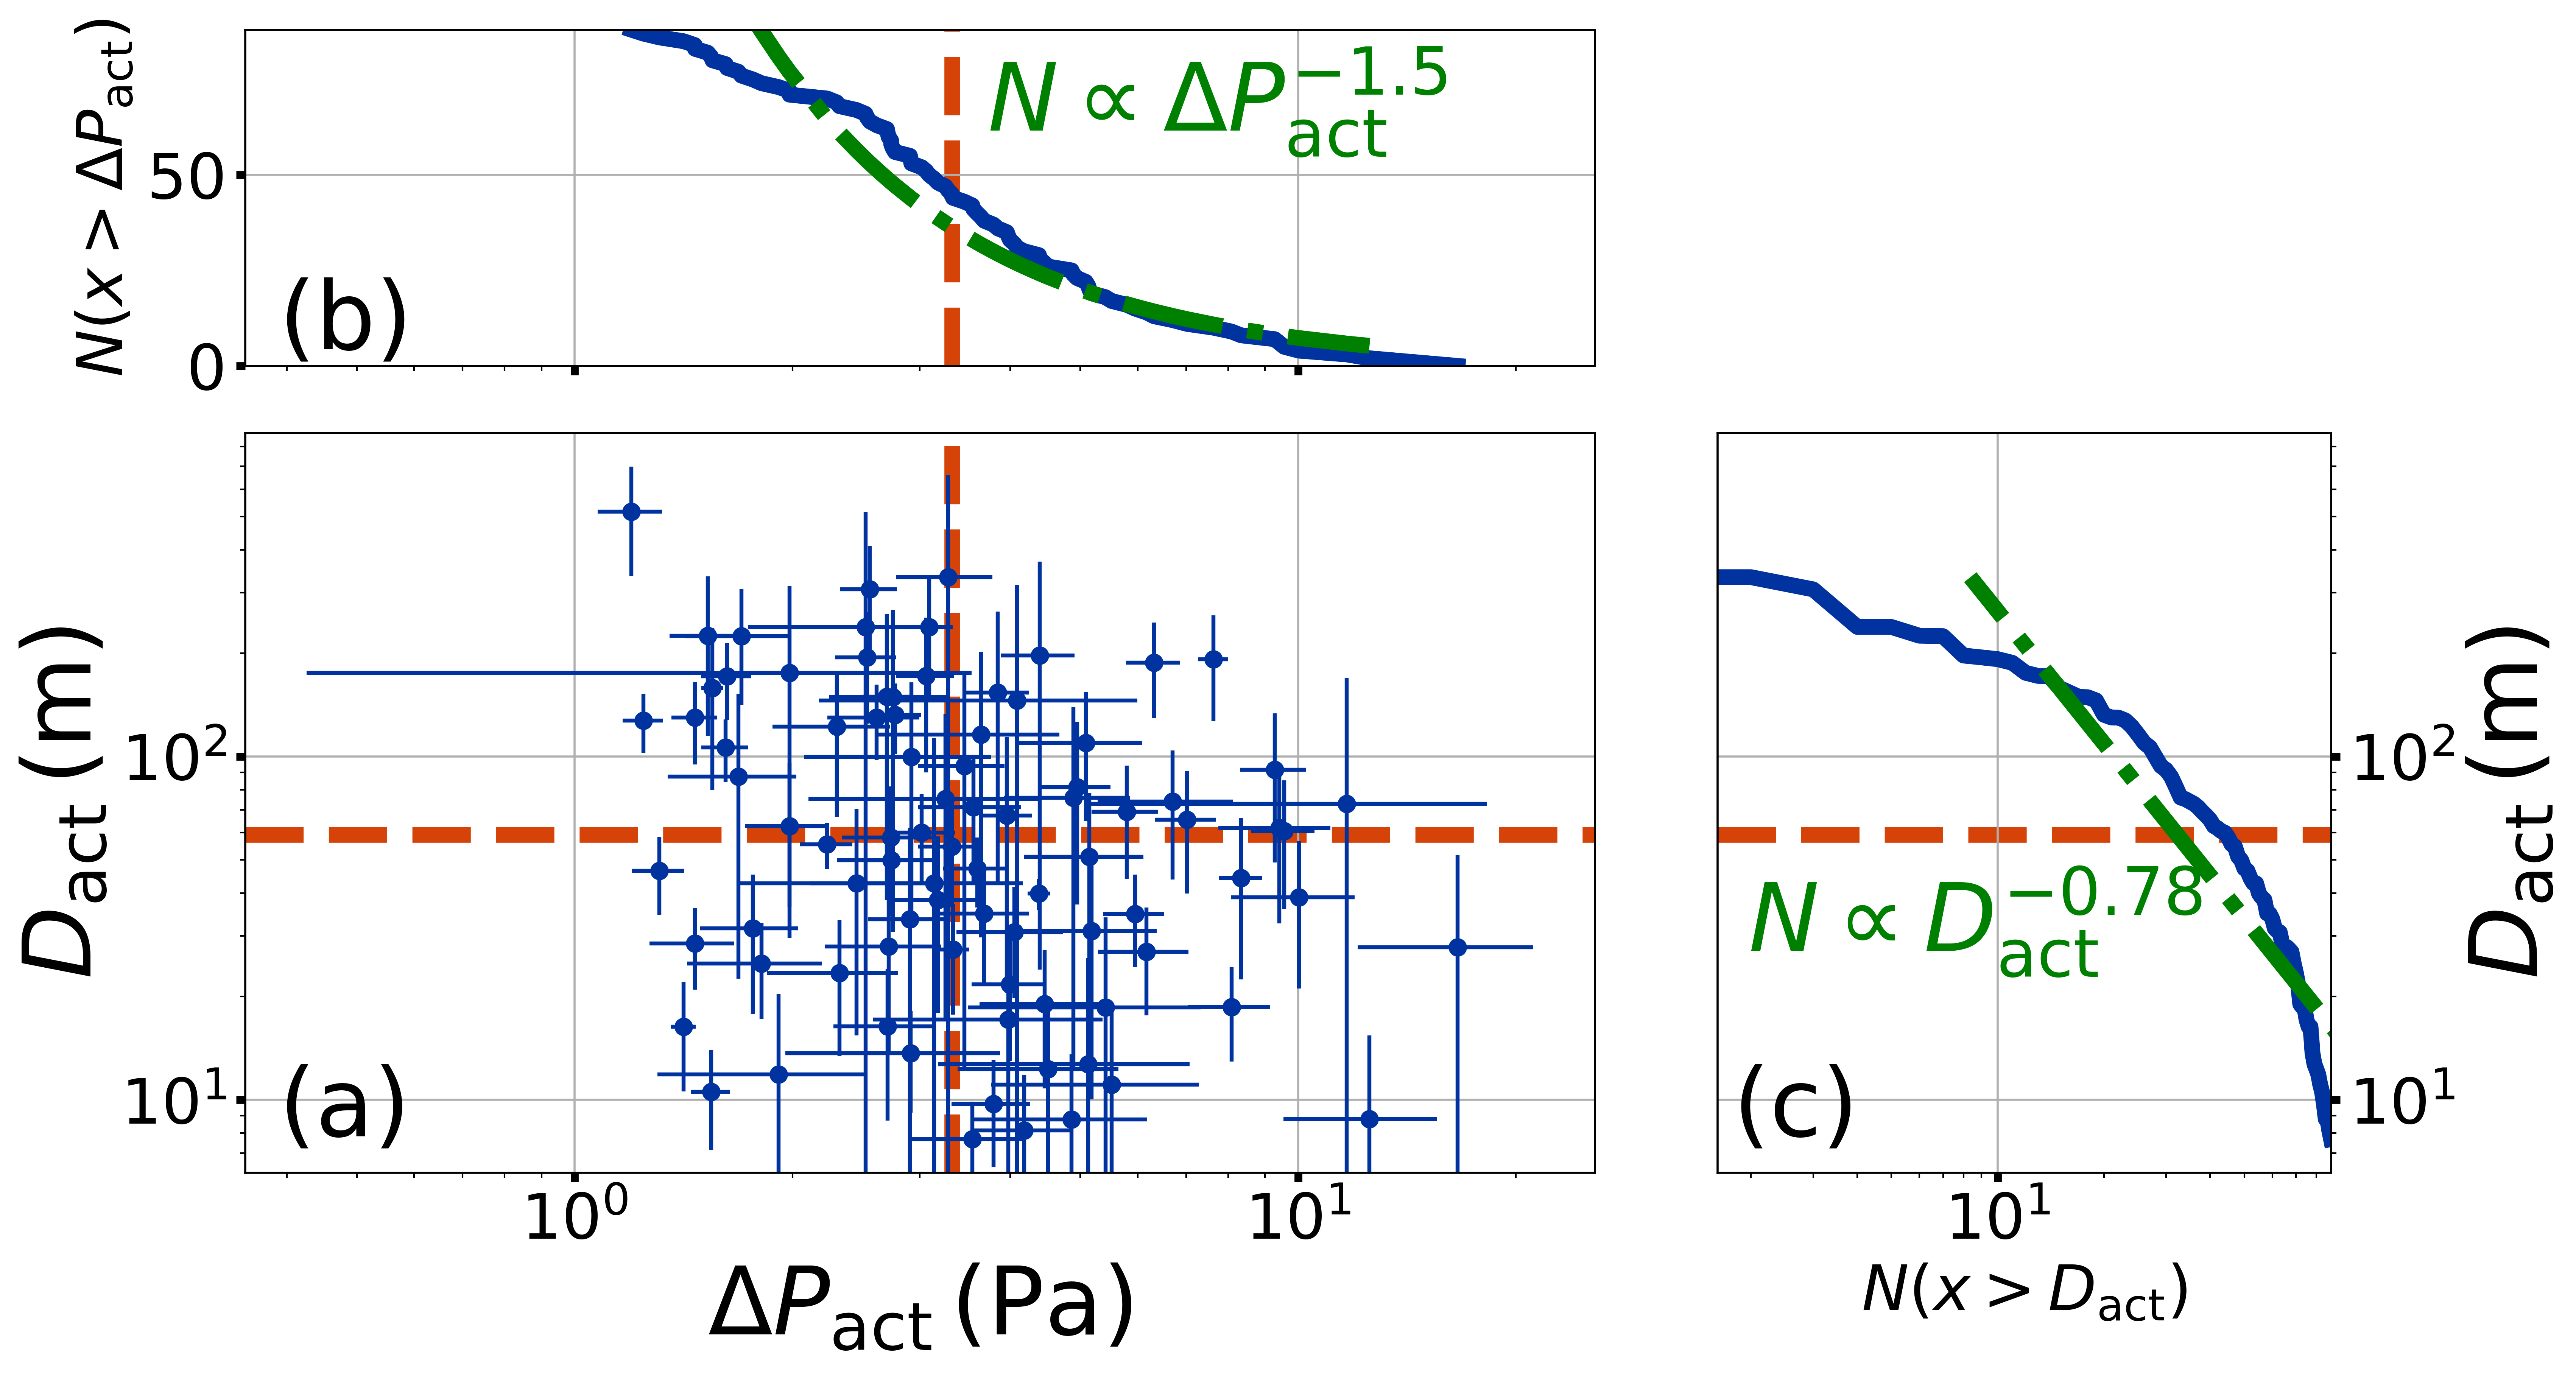 N(x > ΔP_act)
50
0
N ∝ ΔP_act^−1.5
(b)
D_act (m)
10^2
10^1
(a)
10^0
10^1
ΔP_act (Pa)
N ∝ D_act^−0.78
(c)
10^2
10^1
D_act (m)
10^1
N(x > D_act)